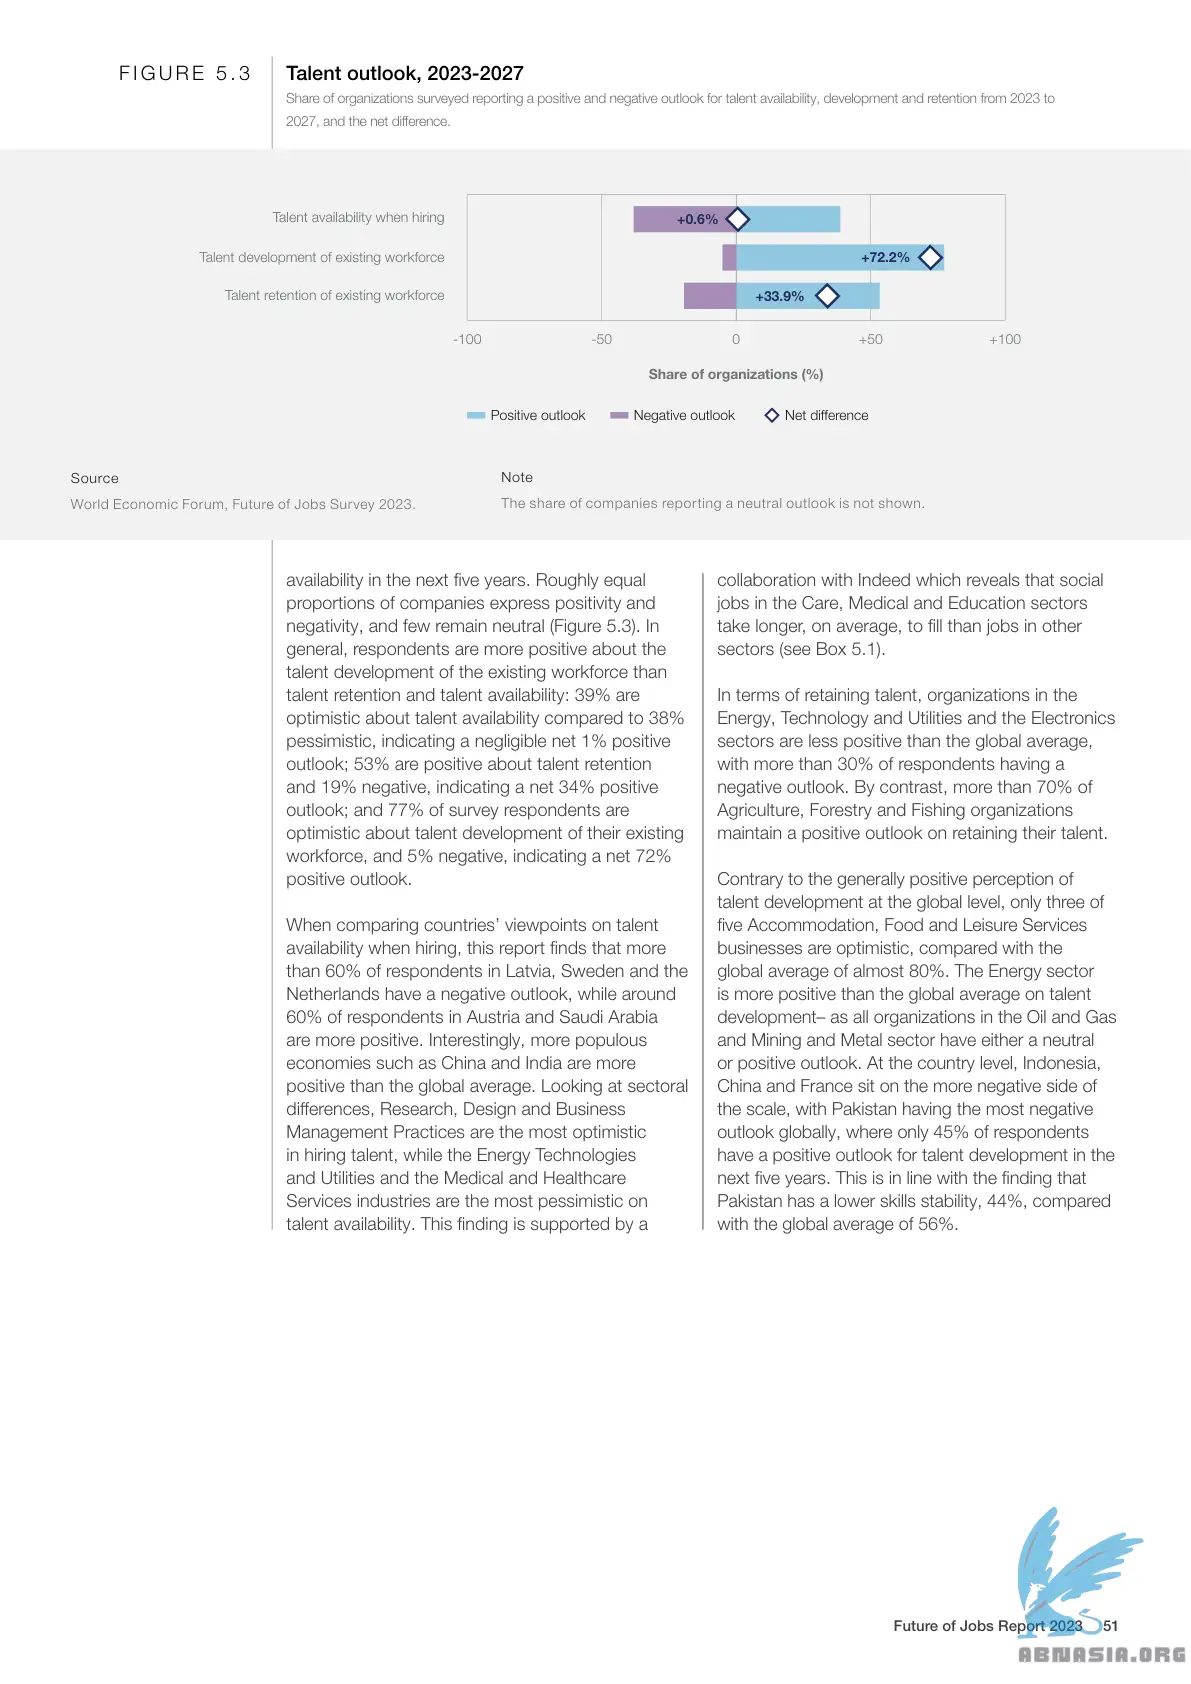 FIGURE 5.3
Talent outlook, 2023-2027
Share of organizations surveyed reporting a positive and negative outlook for talent availability, development and retention from 2023 to
2027, and the net difference.
Talent availability when hiring
+0.6%
Talent development of existing workforce
+72.2%
Talent retention of existing workforce
+33.9%
-100
-50
0
+50
+100
Share of organizations (%)
Positive outlook
Negative outlook
Net difference
Source
World Economic Forum, Future of Jobs Survey 2023.
Note
The share of companies reporting a neutral outlook is not shown.
availability in the next five years. Roughly equal
proportions of companies express positivity and
negativity, and few remain neutral (Figure 5.3). In
general, respondents are more positive about the
talent development of the existing workforce than
talent retention and talent availability: 39% are
optimistic about talent availability compared to 38%
pessimistic, indicating a negligible net 1% positive
outlook; 53% are positive about talent retention
and 19% negative, indicating a net 34% positive
outlook; and 77% of survey respondents are
optimistic about talent development of their existing
workforce, and 5% negative, indicating a net 72%
positive outlook.
When comparing countries’ viewpoints on talent
availability when hiring, this report finds that more
than 60% of respondents in Latvia, Sweden and the
Netherlands have a negative outlook, while around
60% of respondents in Austria and Saudi Arabia
are more positive. Interestingly, more populous
economies such as China and India are more
positive than the global average. Looking at sectoral
differences, Research, Design and Business
Management Practices are the most optimistic
in hiring talent, while the Energy Technologies
and Utilities and the Medical and Healthcare
Services industries are the most pessimistic on
talent availability. This finding is supported by a
collaboration with Indeed which reveals that social
jobs in the Care, Medical and Education sectors
take longer, on average, to fill than jobs in other
sectors (see Box 5.1).
In terms of retaining talent, organizations in the
Energy, Technology and Utilities and the Electronics
sectors are less positive than the global average,
with more than 30% of respondents having a
negative outlook. By contrast, more than 70% of
Agriculture, Forestry and Fishing organizations
maintain a positive outlook on retaining their talent.
Contrary to the generally positive perception of
talent development at the global level, only three of
five Accommodation, Food and Leisure Services
businesses are optimistic, compared with the
global average of almost 80%. The Energy sector
is more positive than the global average on talent
development– as all organizations in the Oil and Gas
and Mining and Metal sector have either a neutral
or positive outlook. At the country level, Indonesia,
China and France sit on the more negative side of
the scale, with Pakistan having the most negative
outlook globally, where only 45% of respondents
have a positive outlook for talent development in the
next five years. This is in line with the finding that
Pakistan has a lower skills stability, 44%, compared
with the global average of 56%.
Future of Jobs Report 2023 51
ABNASIA.ORG